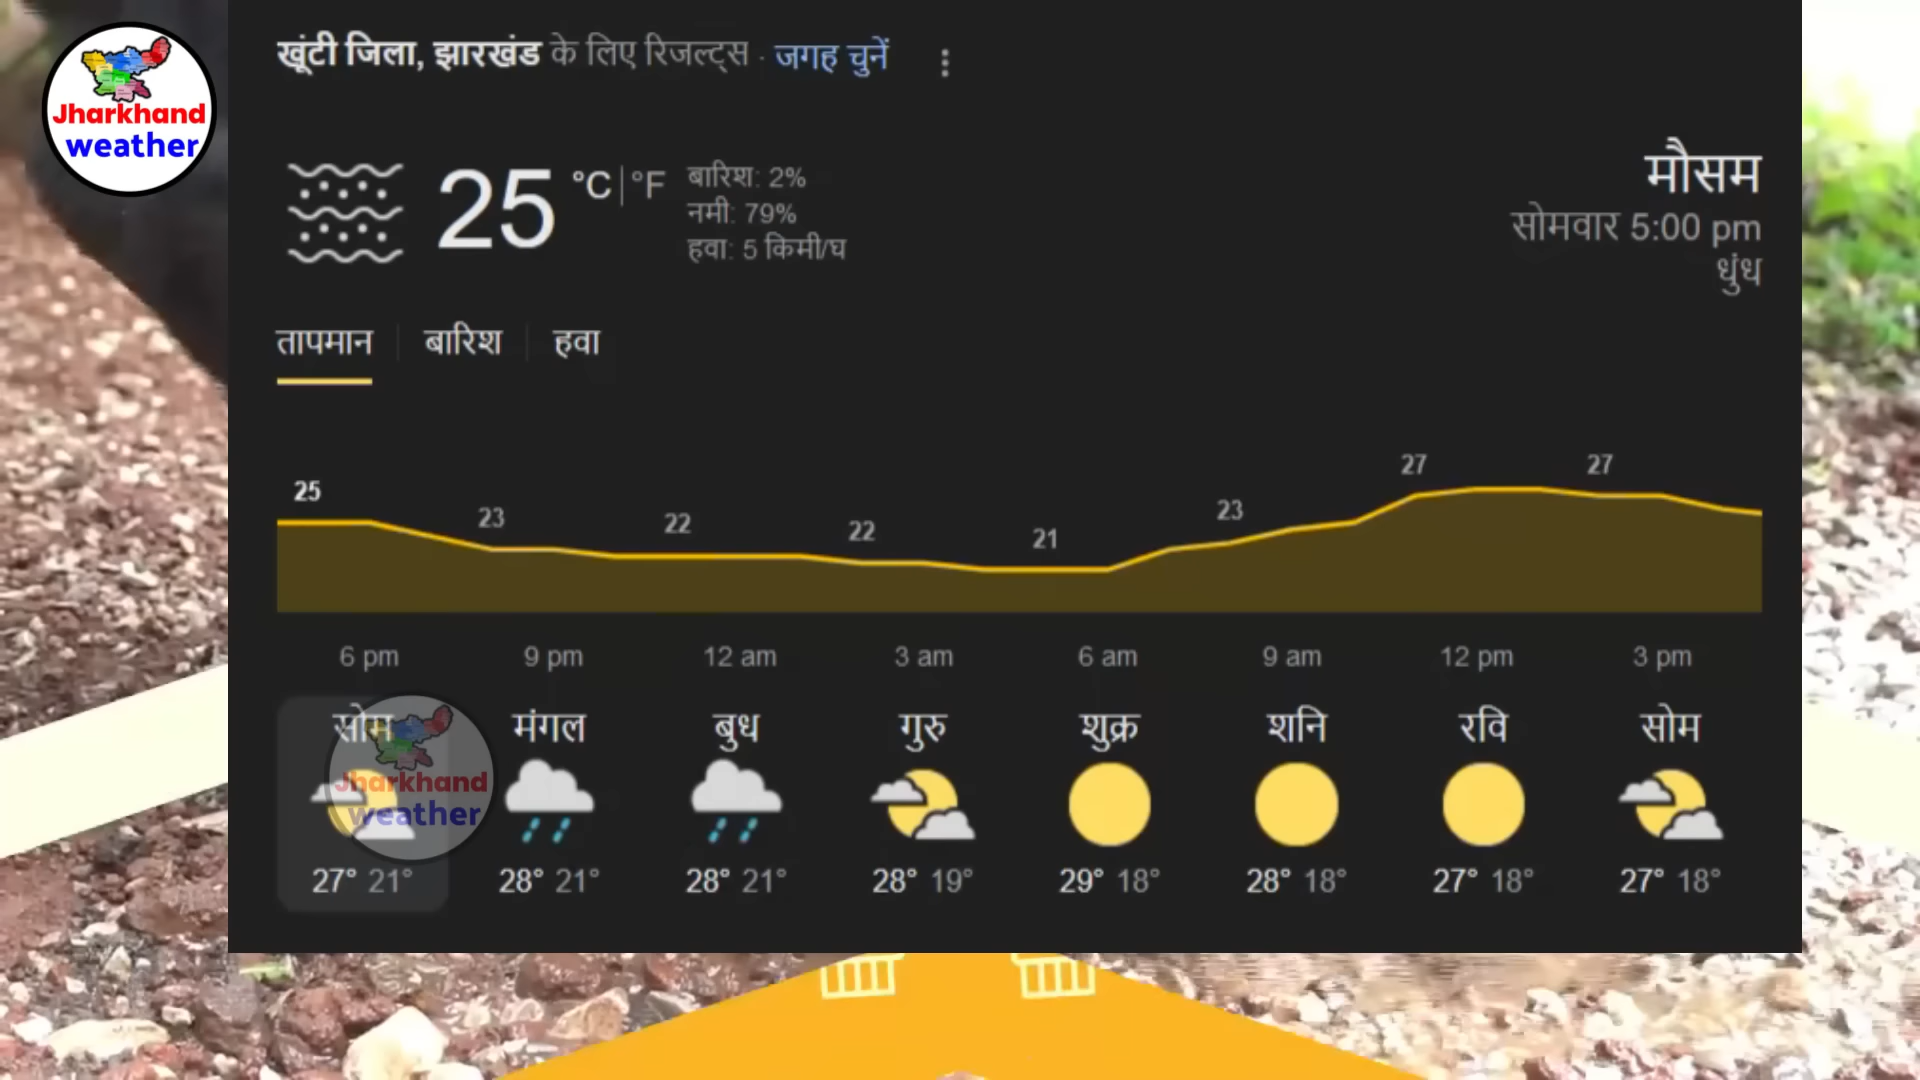 Jharkhand
weather
खूंटी जिला, झारखंड के लिए रिजल्ट्स · जगह चुनें
25 °C | °F
बारिश: 2%
नमी: 79%
हवा: 5 किमी/घ
मौसम
सोमवार 5:00 pm
धुंध
तापमान बारिश हवा
25 23 22 22 21 23 27 27
6 pm 9 pm 12 am 3 am 6 am 9 am 12 pm 3 pm
सोम मंगल बुध गुरु शुक्र शनि रवि सोम
Jharkhand
weather
27° 21° 28° 21° 28° 21° 28° 19° 29° 18° 28° 18° 27° 18° 27° 18°